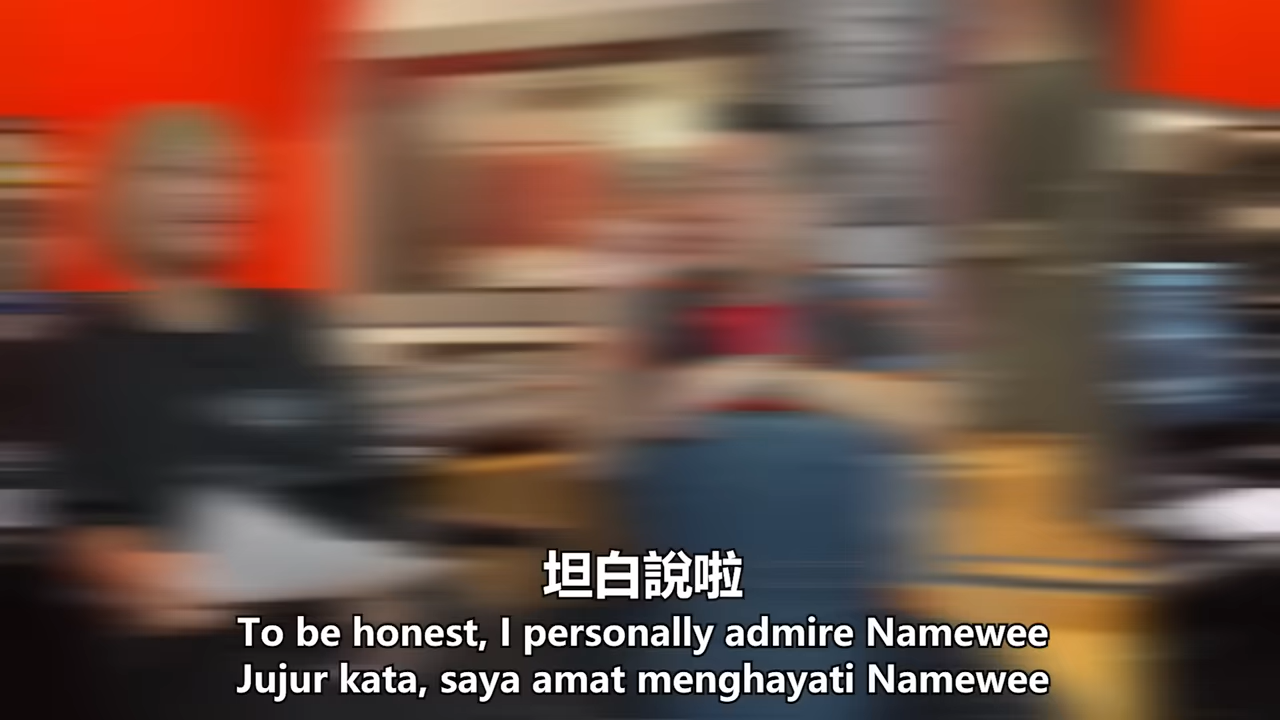 坦白說啦
To be honest, I personally admire Namewee
Jujur kata, saya amat menghayati Namewee